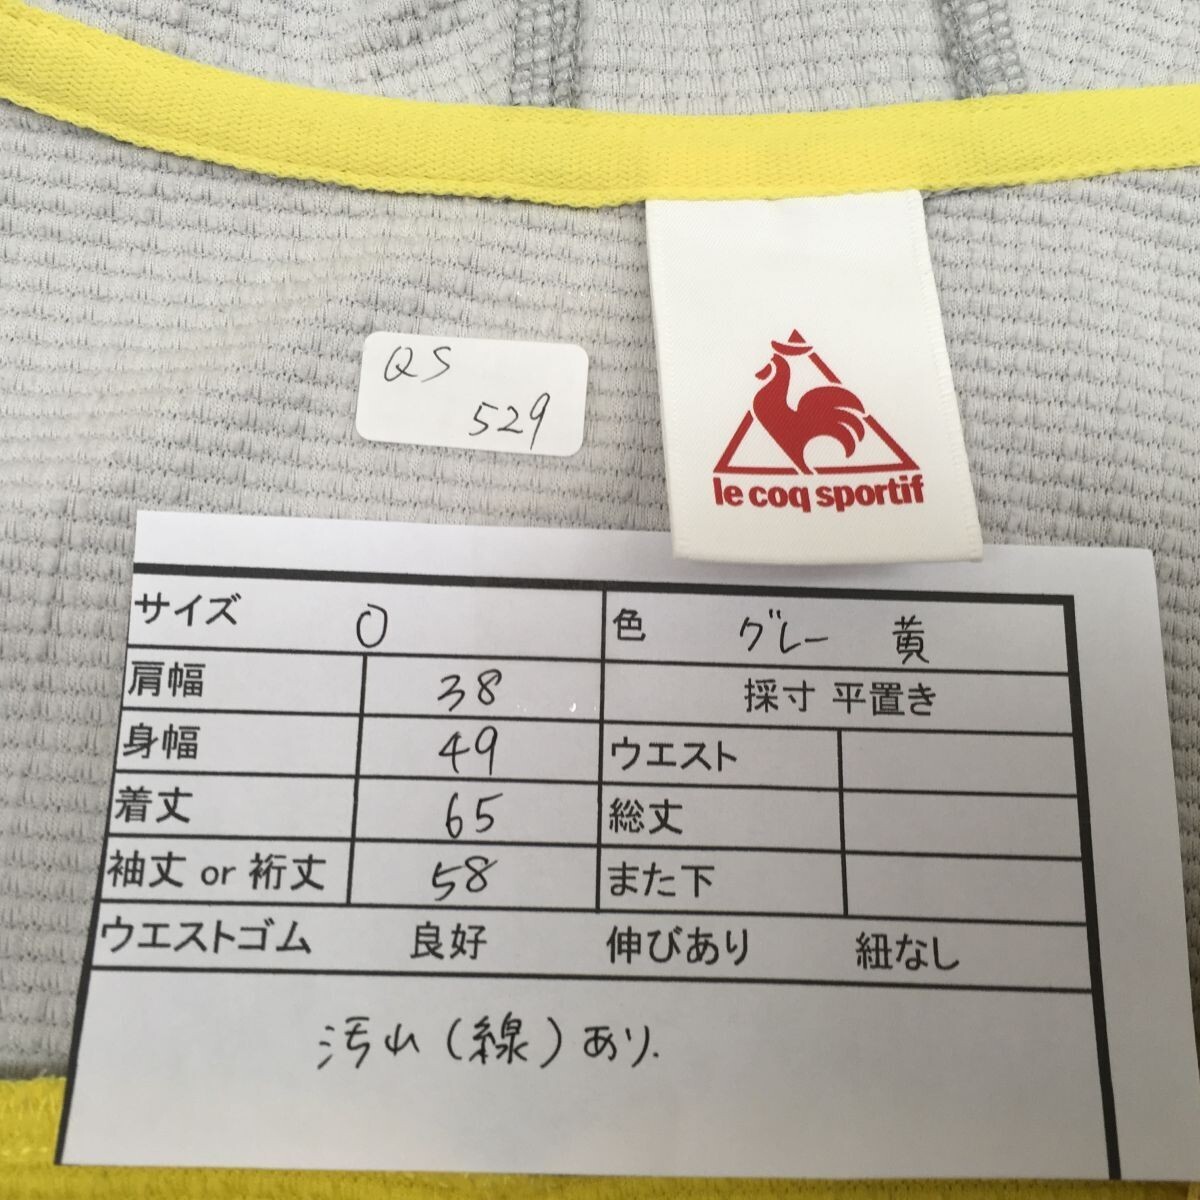 QS
529
le coq sportif
サイズ O 色 グレー 黄
肩幅 38 採寸 平置き
身幅 49 ウエスト
着丈 65 総丈
袖丈 or 裄丈 58 また下
ウエストゴム 良好 伸びあり 紐なし
汚れ(線)あり.